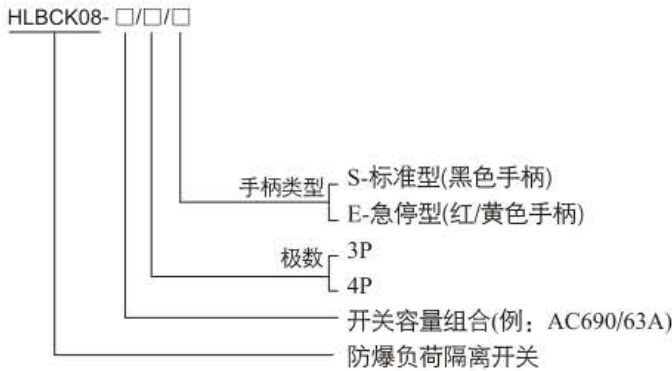 HLBCK08-□/□/□
手柄类型
S-标准型(黑色手柄)
E-急停型(红/黄色手柄)
极数
3P
4P
开关容量组合(例：AC690/63A)
防爆负荷隔离开关